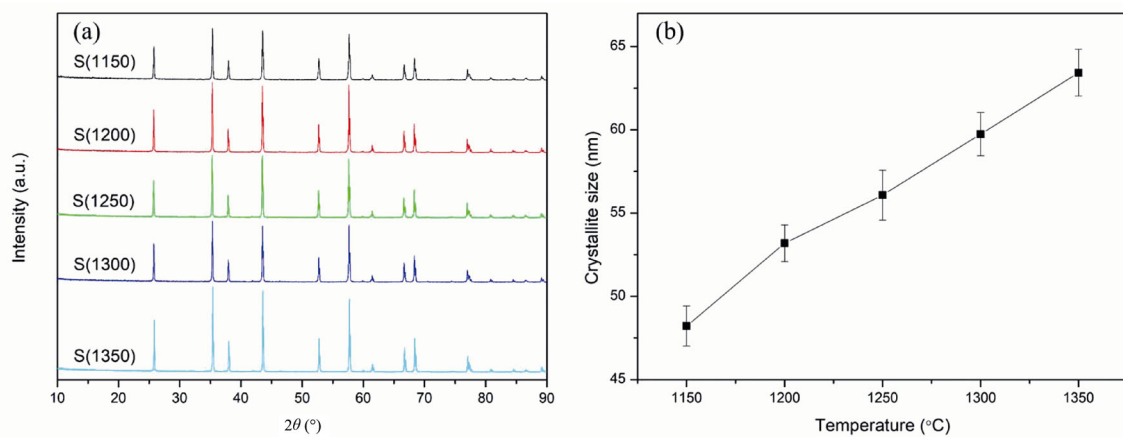 (a)
S(1150)
S(1200)
S(1250)
S(1300)
S(1350)
Intensity (a.u.)
10 20 30 40 50 60 70 80 90
2θ (°)
(b)
65
60
55
50
45
Crystallite size (nm)
1150 1200 1250 1300 1350
Temperature (°C)